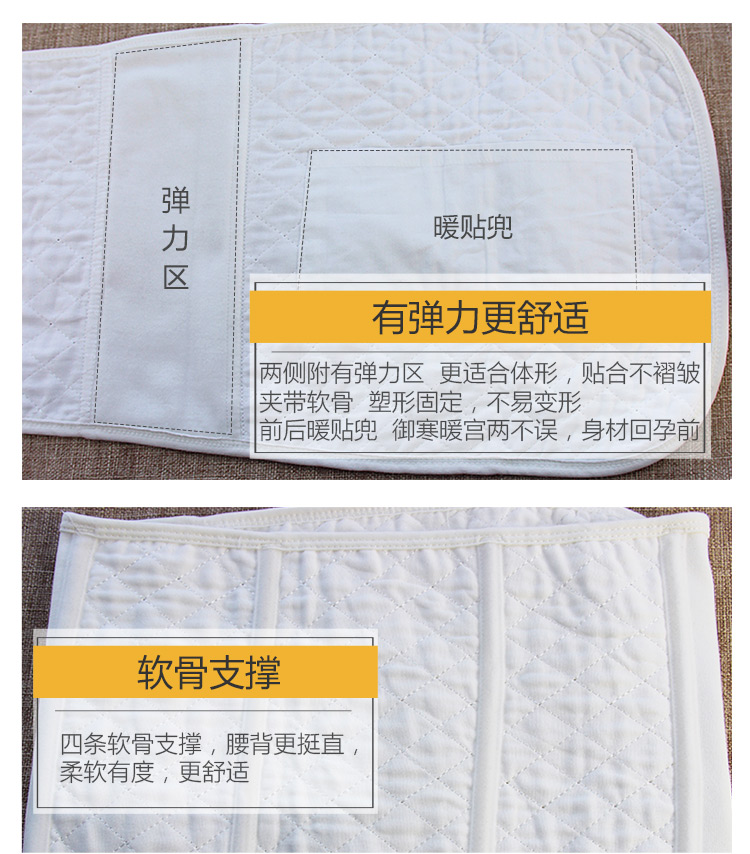 弹
力
区
暖贴兜
有弹力更舒适
两侧附有弹力区 更适合体形，贴合不褶皱
夹带软骨 塑形固定，不易变形
前后暖贴兜 御寒暖宫两不误，身材回孕前
软骨支撑
四条软骨支撑，腰背更挺直，
柔软有度，更舒适